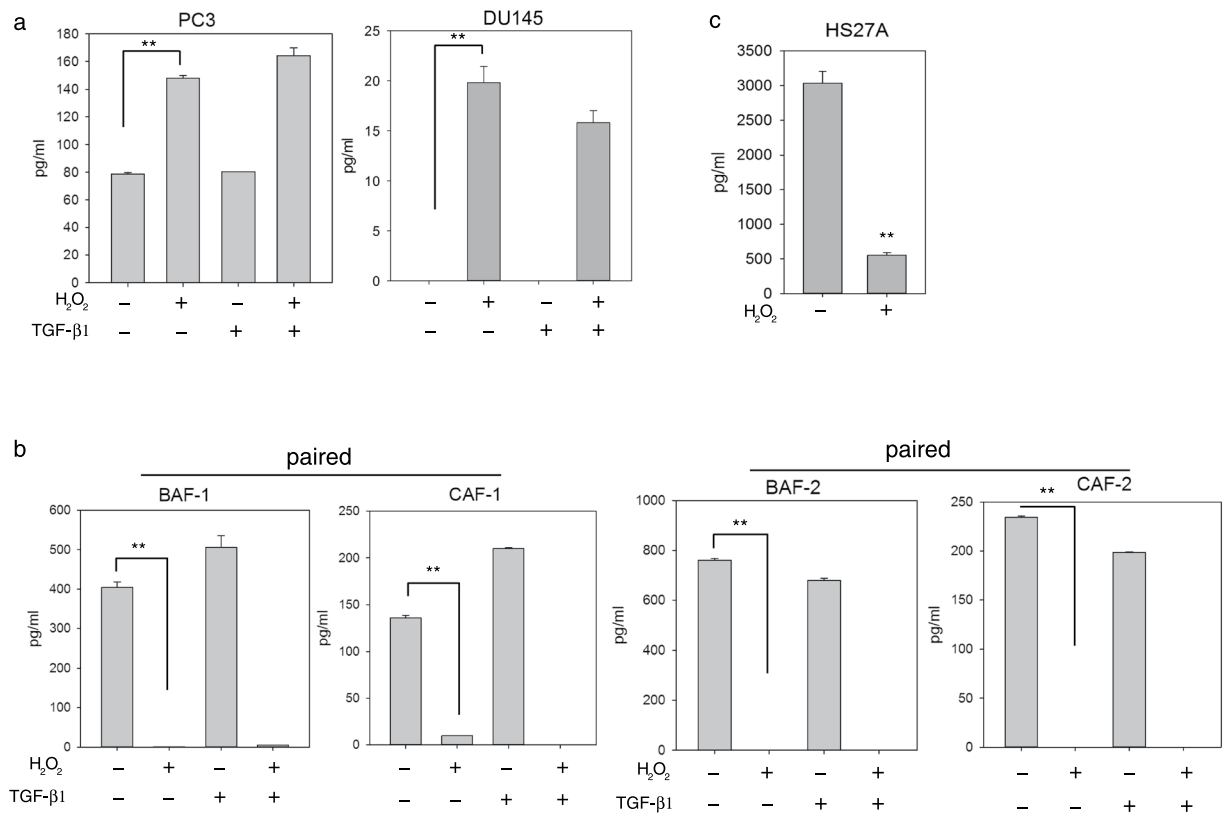 a
PC3
**
pg/ml
180
160
140
120
100
80
60
40
20
0
H₂O₂ − + − +
TGF-β1 − − + +
DU145
**
pg/ml
25
20
15
10
5
0
− + − +
− − + +
c
HS27A
**
pg/ml
3500
3000
2500
2000
1500
1000
500
0
H₂O₂ − +
b
paired
BAF-1
**
pg/ml
600
500
400
300
200
100
0
H₂O₂ − + − +
TGF-β1 − − + +
CAF-1
**
pg/ml
250
200
150
100
50
0
− + − +
− − + +
paired
BAF-2
**
pg/ml
1000
800
600
400
200
0
H₂O₂ − + − +
TGF-β1 − − + +
CAF-2
**
pg/ml
250
200
150
100
50
0
− + − +
− − + +